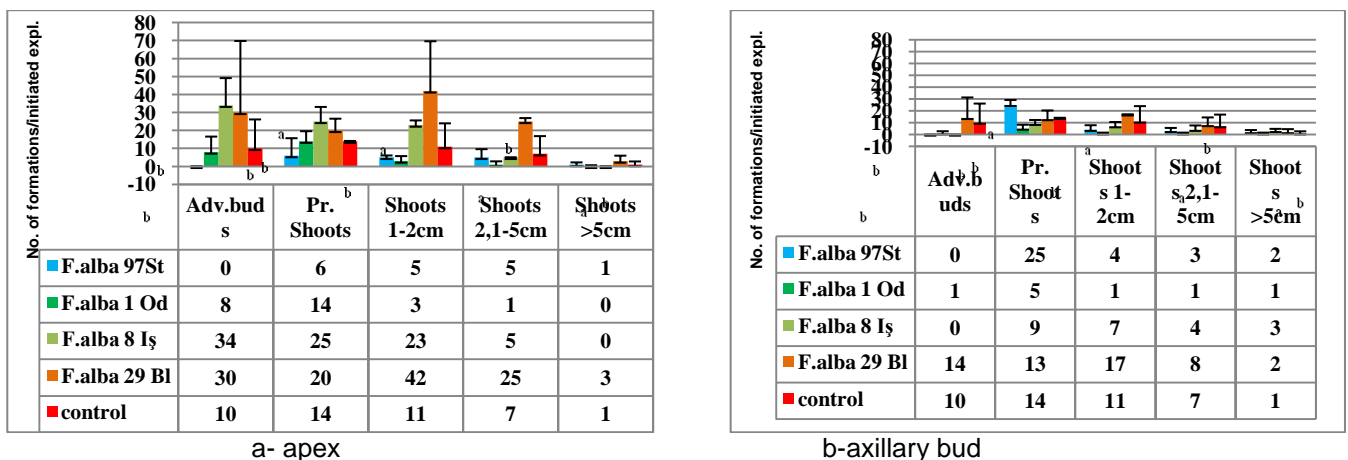 No. of formations/initiated expl.
80
70
60
50
40
30
20
10
0
-10
a
a
b
b
b
b
b
b
a
a
b
Adv.bud
s
Pr.
Shoots
Shoots
1-2cm
Shoots
2,1-5cm
Shoots
>5cm
F.alba 97St 0 6 5 5 1
F.alba 1 Od 8 14 3 1 0
F.alba 8 Iş 34 25 23 5 0
F.alba 29 Bl 30 20 42 25 3
control 10 14 11 7 1
a- apex
No. of formations/initiated expl.
80
70
60
50
40
30
20
10
0
-10
a
a
b
b
b
b
b
b
a
a
b
Adv.b
uds
Pr.
Shoot
s
Shoot
s 1-
2cm
Shoot
s 2,1-
5cm
Shoot
s
>5cm
F.alba 97St 0 25 4 3 2
F.alba 1 Od 1 5 1 1 1
F.alba 8 Iş 0 9 7 4 3
F.alba 29 Bl 14 13 17 8 2
control 10 14 11 7 1
b-axillary bud